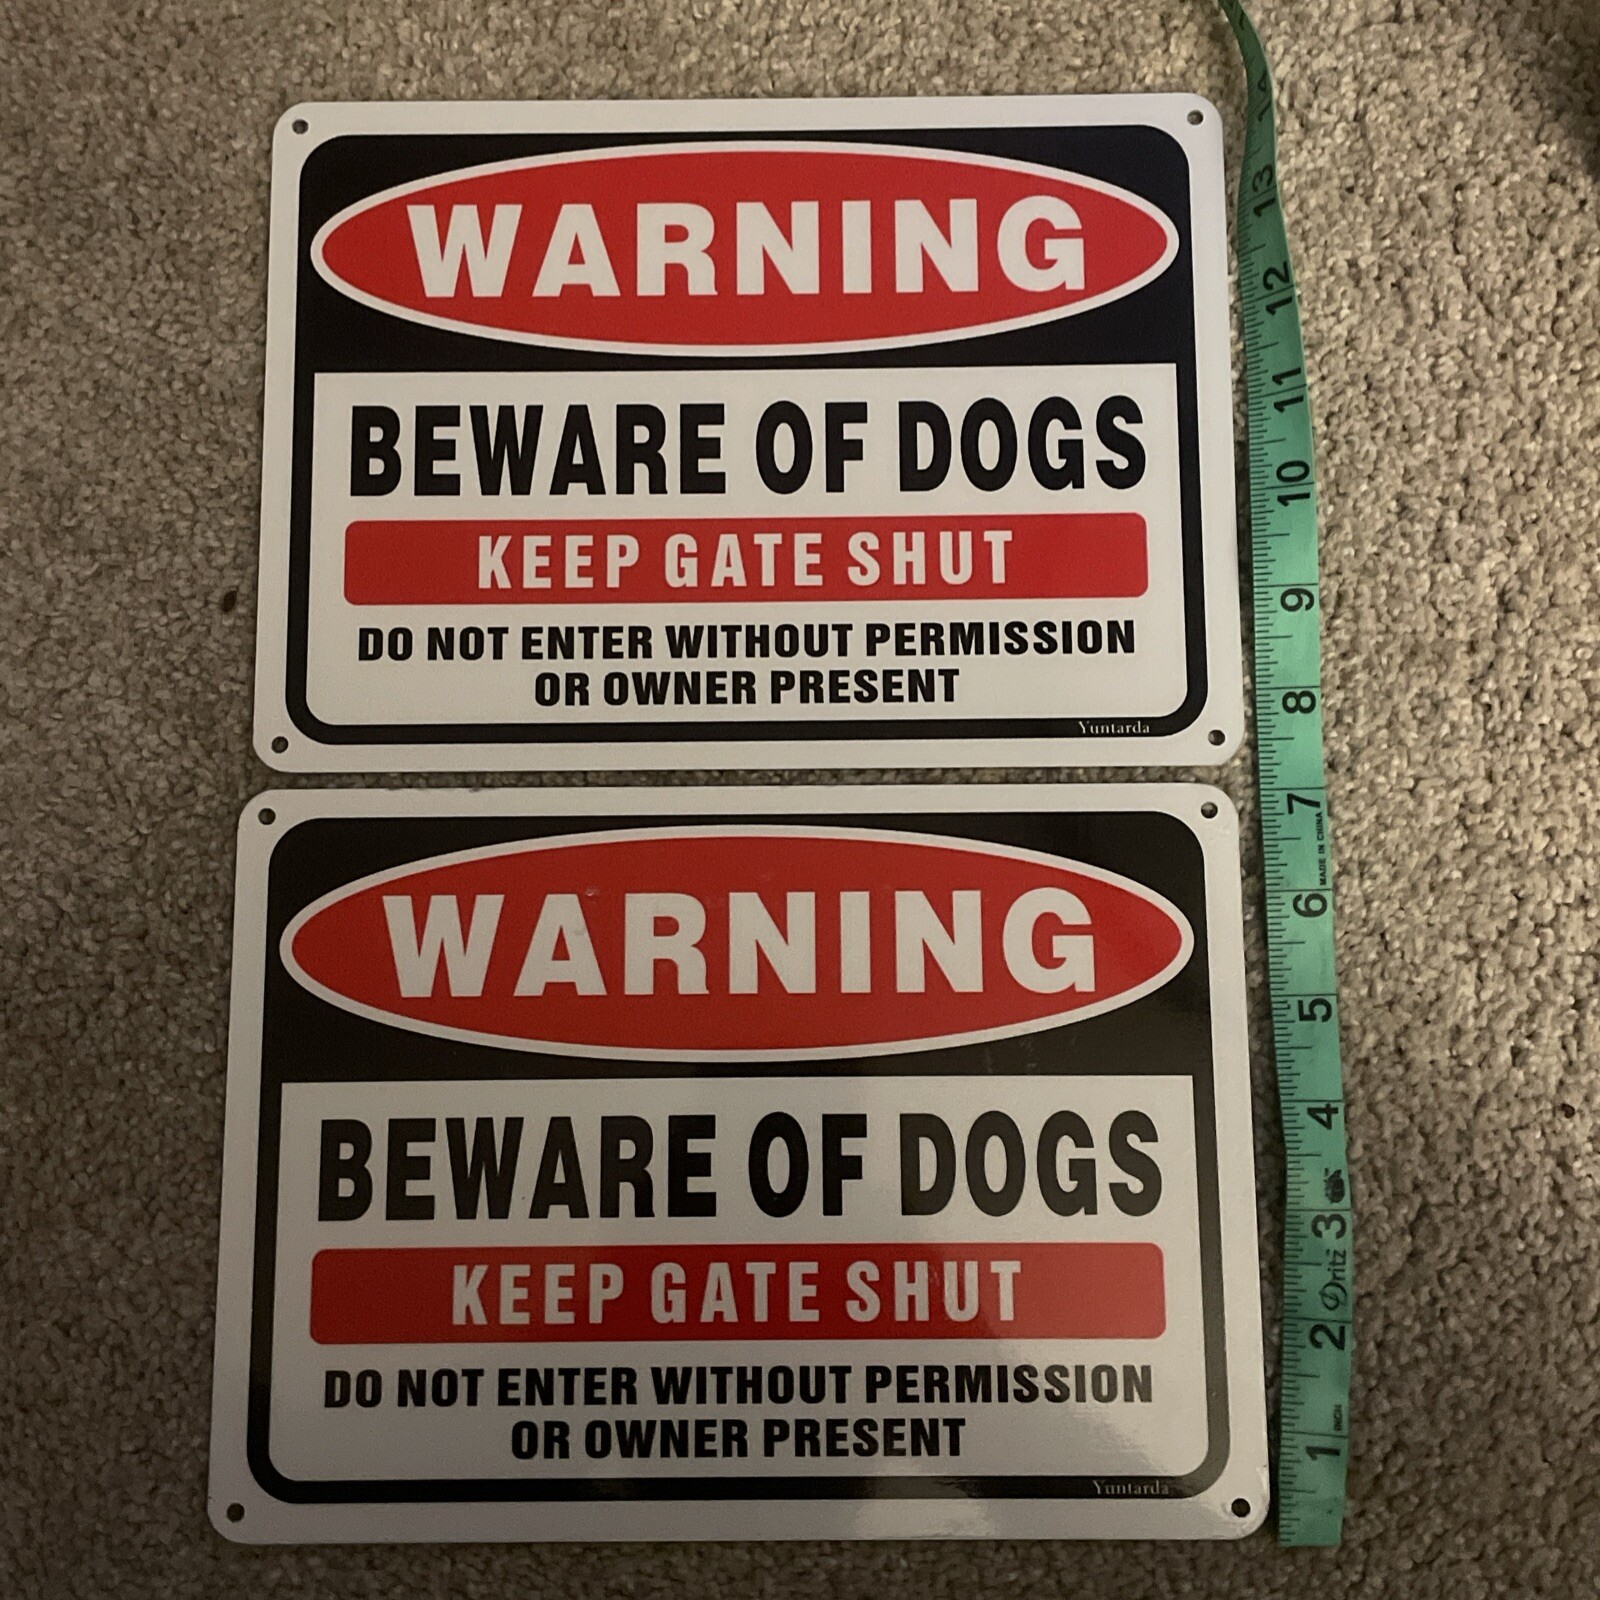 WARNING
BEWARE OF DOGS
KEEP GATE SHUT
DO NOT ENTER WITHOUT PERMISSION
OR OWNER PRESENT
Yuntarda
WARNING
BEWARE OF DOGS
KEEP GATE SHUT
DO NOT ENTER WITHOUT PERMISSION
OR OWNER PRESENT
Yuntarda
14
13
12
11
10
9
8
7
MADE IN CHINA
6
5
4
3
Dritz
2
1 INCH